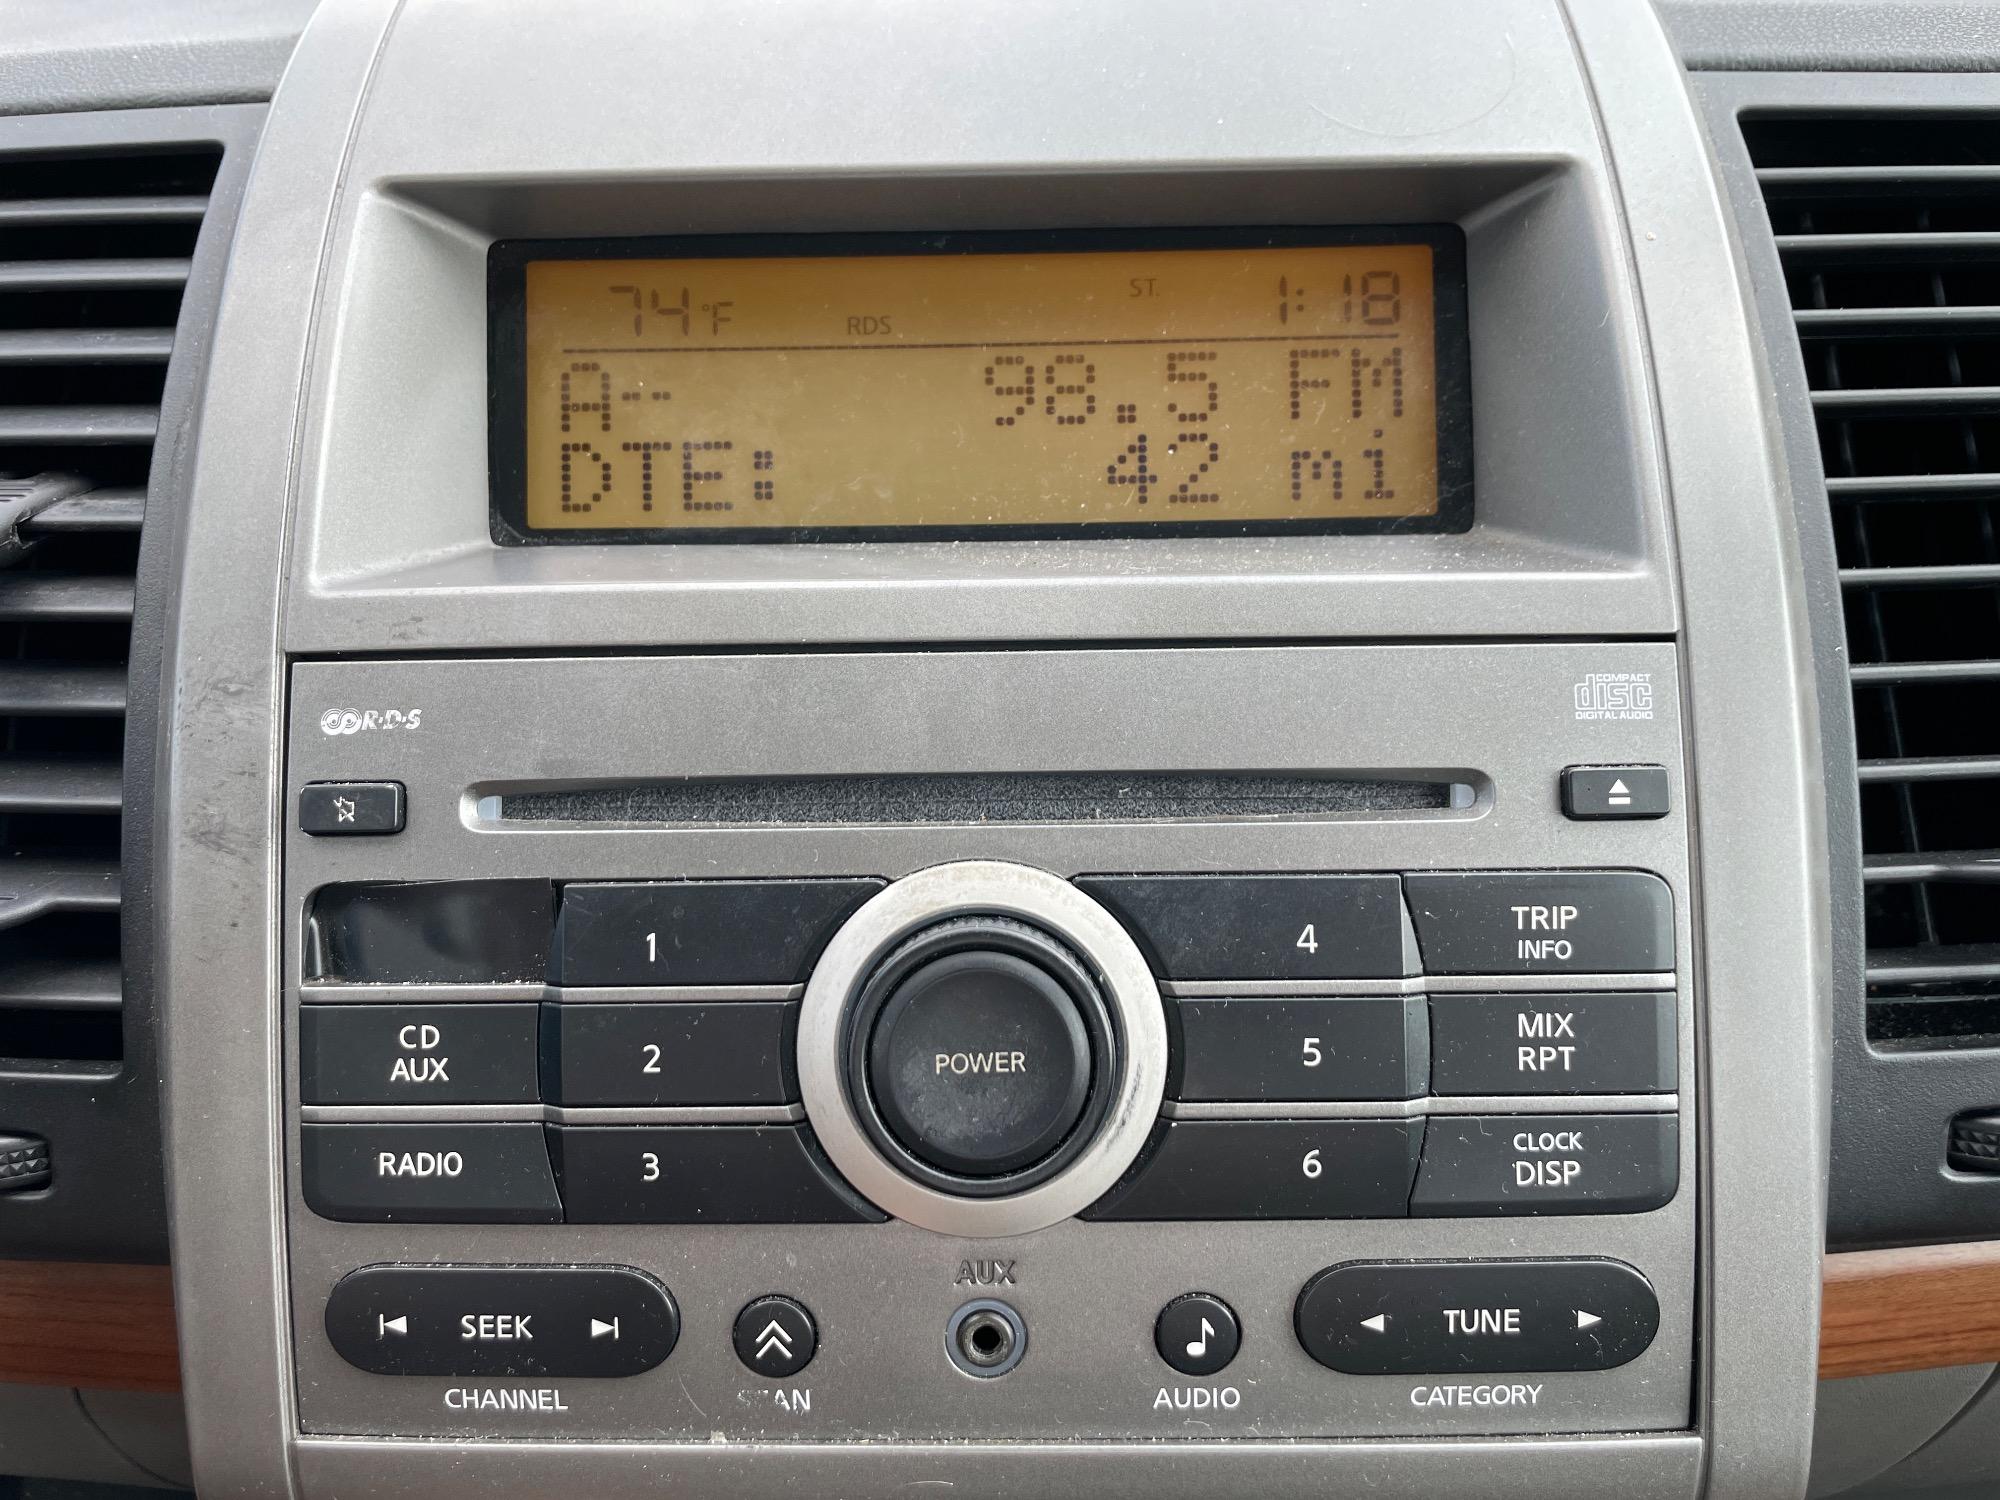 74°F RDS ST. 1:18
A-- 98.5 FM
DTE: 42 mi
R·D·S
COMPACT
disc
DIGITAL AUDIO
1
4
TRIP
INFO
CD
AUX
2
POWER
5
MIX
RPT
RADIO
3
6
CLOCK
DISP
AUX
SEEK
TUNE
CHANNEL
AUDIO
CATEGORY